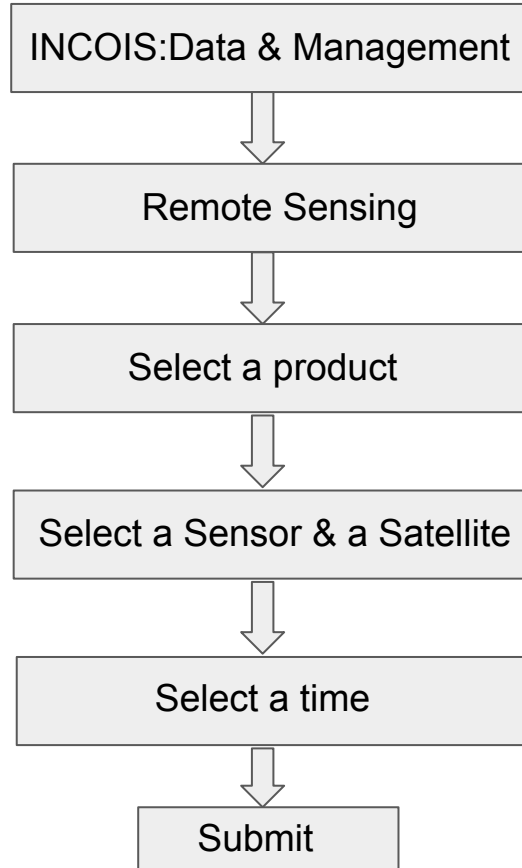 INCOIS:Data & Management
Remote Sensing
Select a product
Select a Sensor & a Satellite
Select a time
Submit